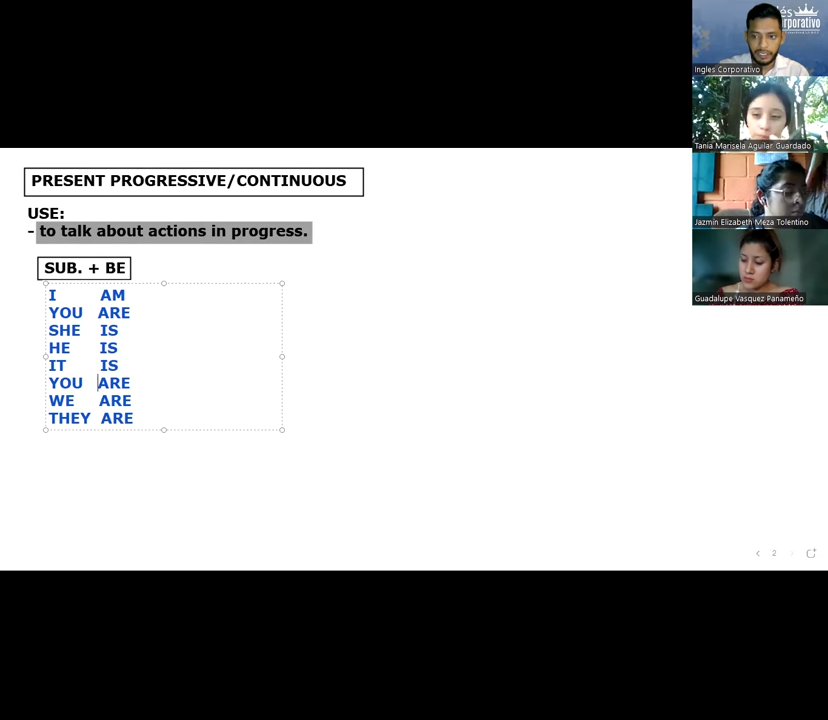 PRESENT PROGRESSIVE/CONTINUOUS
USE:
- to talk about actions in progress.
SUB. + BE
I AM
YOU ARE
SHE IS
HE IS
IT IS
YOU ARE
WE ARE
THEY ARE
2
Ingles Corporativo
Tania Marisela Aguilar Guardado
Jazmin Elizabeth Meza Tolentino
Guadalupe Vasquez Panameño